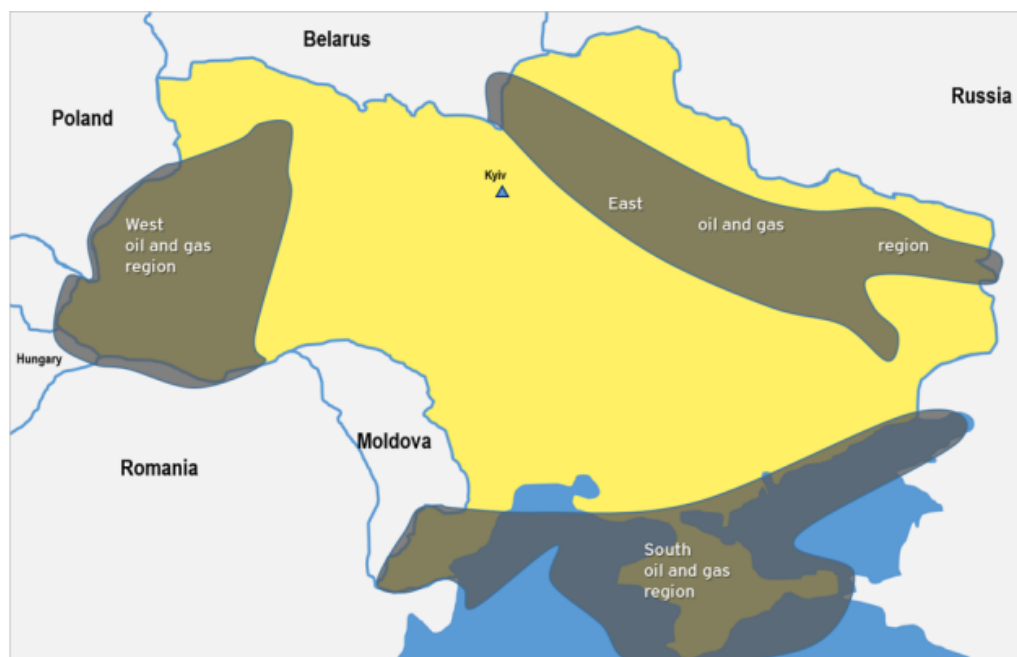 Belarus
Russia
Poland
Kyiv
East oil and gas region
West
oil and gas
region
Hungary
Moldova
Romania
South
oil and gas
region